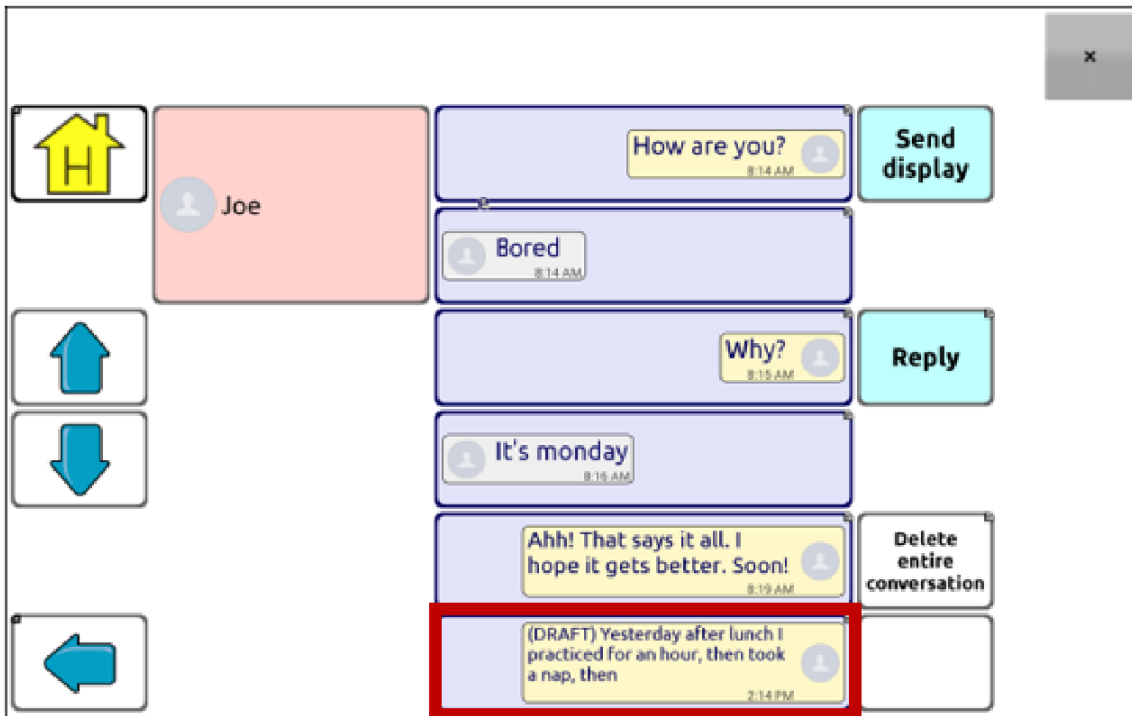 ×
H
Joe
How are you?
8:14 AM
Send
display
Bored
8:14 AM
Why?
8:15 AM
Reply
It's monday
8:16 AM
Ahh! That says it all. I
hope it gets better. Soon!
8:19 AM
Delete
entire
conversation
(DRAFT) Yesterday after lunch I
practiced for an hour, then took
a nap, then
2:14 PM